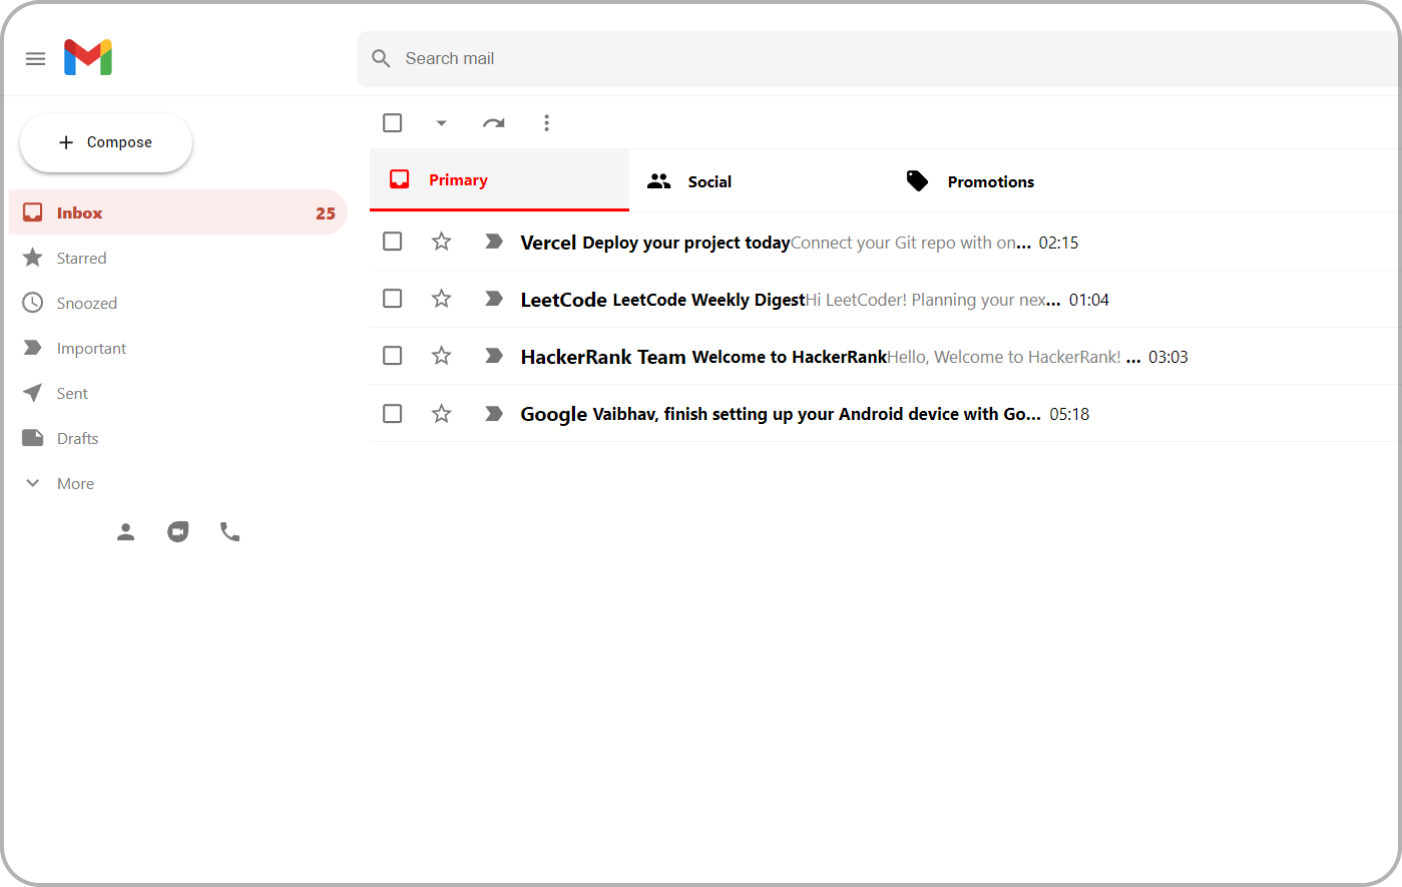 Search mail
Compose
Primary
Social
Promotions
Inbox 25
Starred
Snoozed
Important
Sent
Drafts
More
Vercel Deploy your project todayConnect your Git repo with on... 02:15
LeetCode LeetCode Weekly DigestHi LeetCoder! Planning your nex... 01:04
HackerRank Team Welcome to HackerRankHello, Welcome to HackerRank! ... 03:03
Google Vaibhav, finish setting up your Android device with Go... 05:18